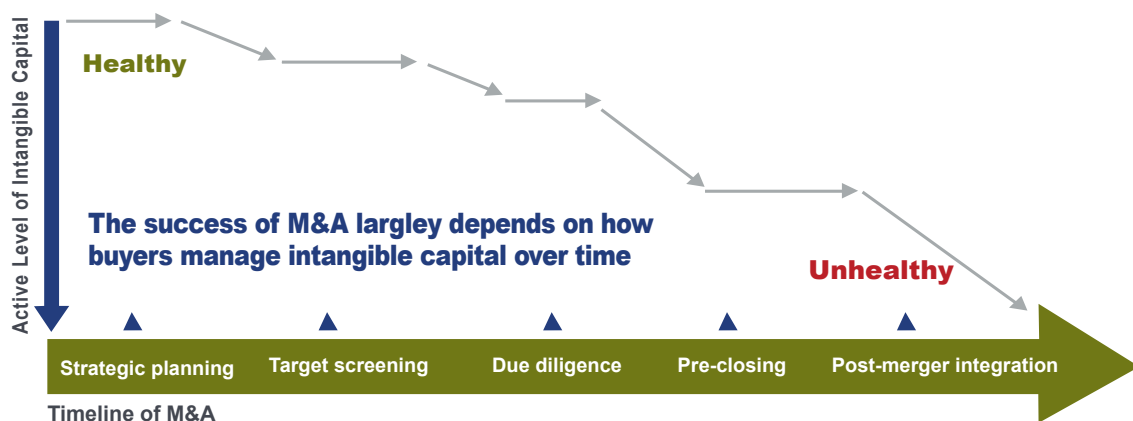 Active Level of Intangible Capital
Healthy
The success of M&A largley depends on how
buyers manage intangible capital over time
Unhealthy
Strategic planning
Target screening
Due diligence
Pre-closing
Post-merger integration
Timeline of M&A